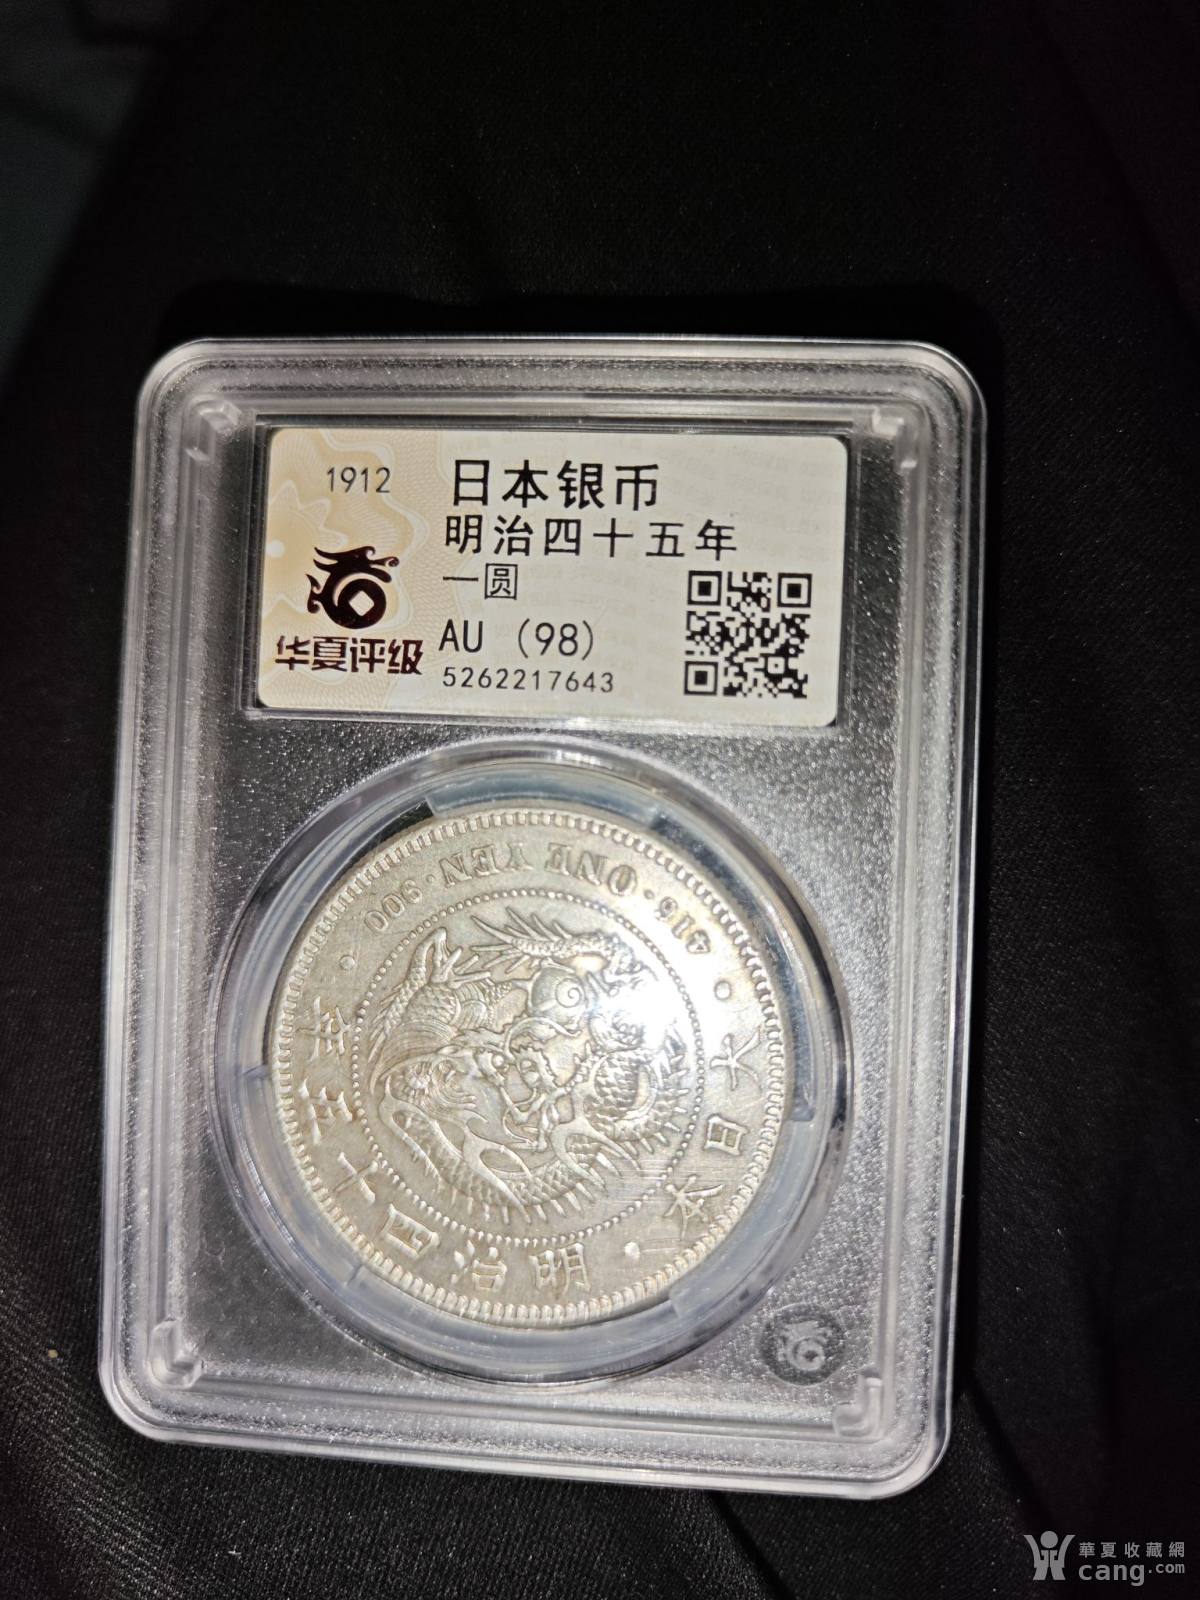 1912
日本银币
明治四十五年
一圆
华夏评级
AU (98)
5262217643
416 · ONE YEN · 900
大日本 · 明治四十五年
華夏收藏網
cang.com